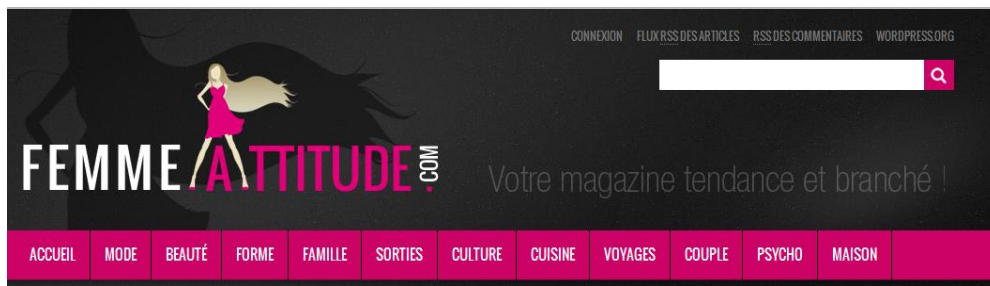 CONNEXION FLUX RSS DES ARTICLES RSS DES COMMENTAIRES WORDPRESS.ORG
FEMME ATTITUDE.COM
Votre magazine tendance et branché !
ACCUEIL MODE BEAUTÉ FORME FAMILLE SORTIES CULTURE CUISINE VOYAGES COUPLE PSYCHO MAISON